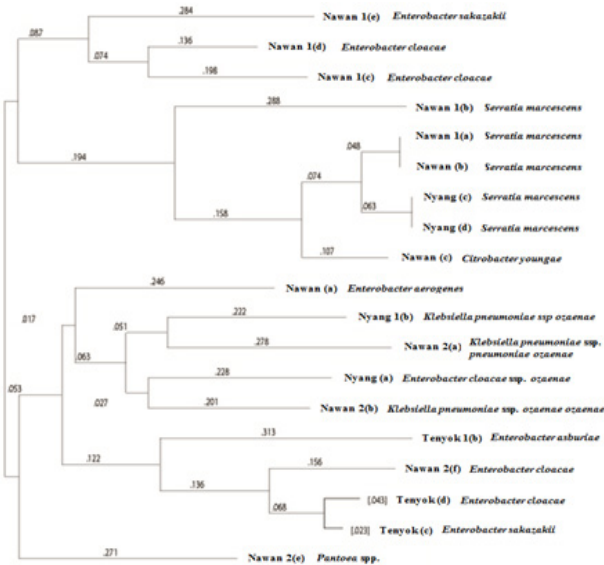 .284 Nawan 1(e) Enterobacter sakazakii
.087
.136 Nawan 1(d) Enterobacter cloacae
.074
.198 Nawan 1(c) Enterobacter cloacae
.288 Nawan 1(b) Serratia marcescens
Nawan 1(a) Serratia marcescens
.048
.194
Nawan (b) Serratia marcescens
.074
Nyang (c) Serratia marcescens
.063
.158
Nyang (d) Serratia marcescens
.107
Nawan (c) Citrobacter youngae
.246
Nawan (a) Enterobacter aerogenes
.017
.222 Nyang 1(b) Klebsiella pneumoniae ssp ozaenae
.051
.278 Nawan 2(a) Klebsiella pneumoniae ssp.
pneumoniae ozaenae
.063
.228 Nyang (a) Enterobacter cloacae ssp. ozaenae
.053
.027
.201 Nawan 2(b) Klebsiella pneumoniae ssp. ozaenae ozaenae
.313 Tenyok 1(b) Enterobacter asburiae
.122
.156 Nawan 2(f) Enterobacter cloacae
.136
[.043] Tenyok (d) Enterobacter cloacae
.068
[.023] Tenyok (c) Enterobacter sakazakii
.271 Nawan 2(e) Pantoea spp.